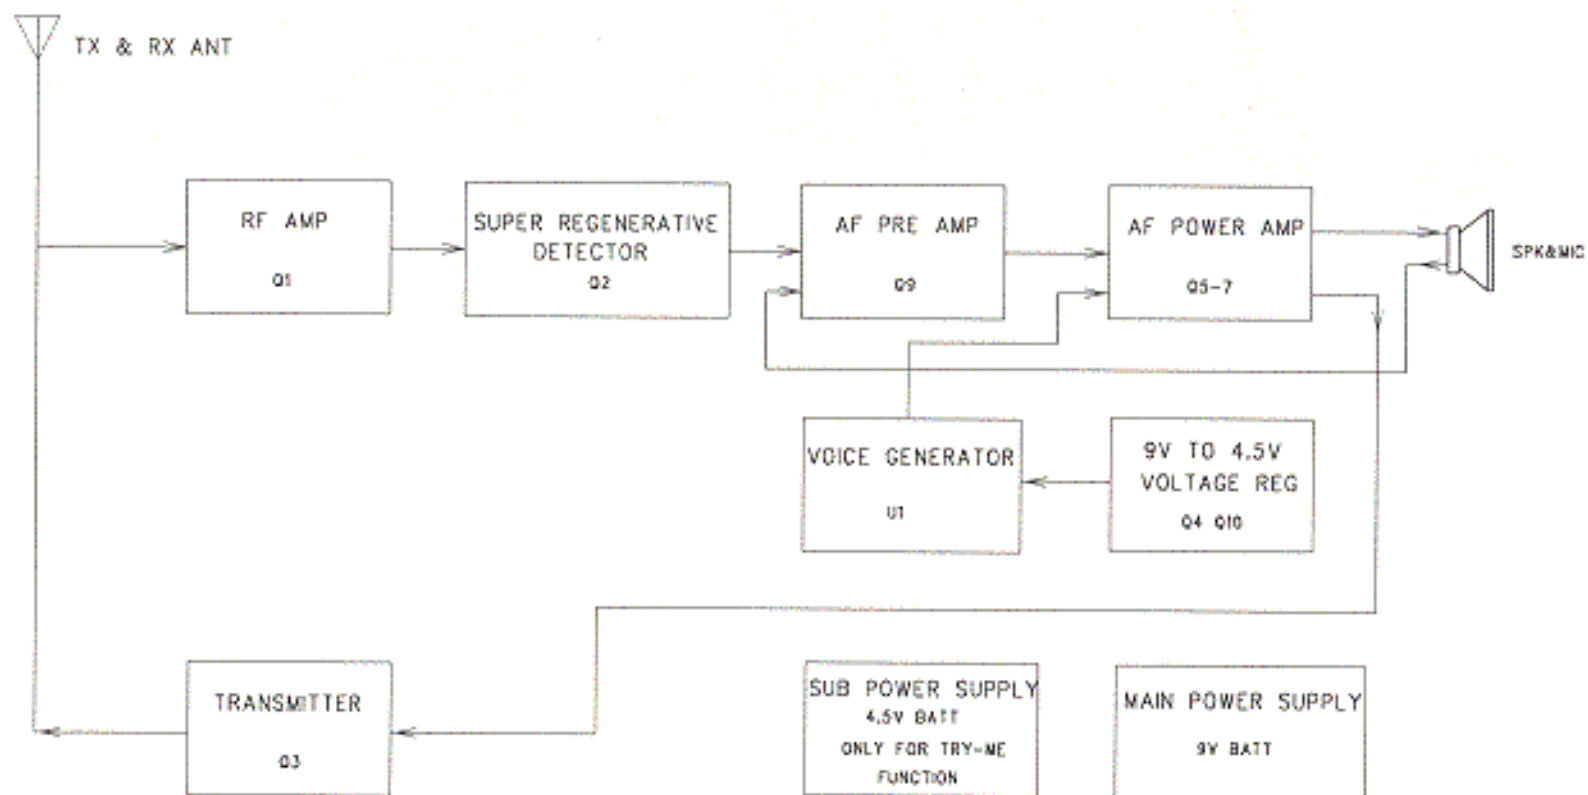 TX & RX ANT
RF AMP
Q1
SUPER REGENERATIVE
DETECTOR
Q2
AF PRE AMP
Q9
AF POWER AMP
Q5-7
SPK&MIC
VOICE GENERATOR
U1
9V TO 4.5V
VOLTAGE REG
Q4 Q10
TRANSMITTER
Q3
SUB POWER SUPPLY
4.5V BATT
ONLY FOR TRY-ME
FUNCTION
MAIN POWER SUPPLY
9V BATT